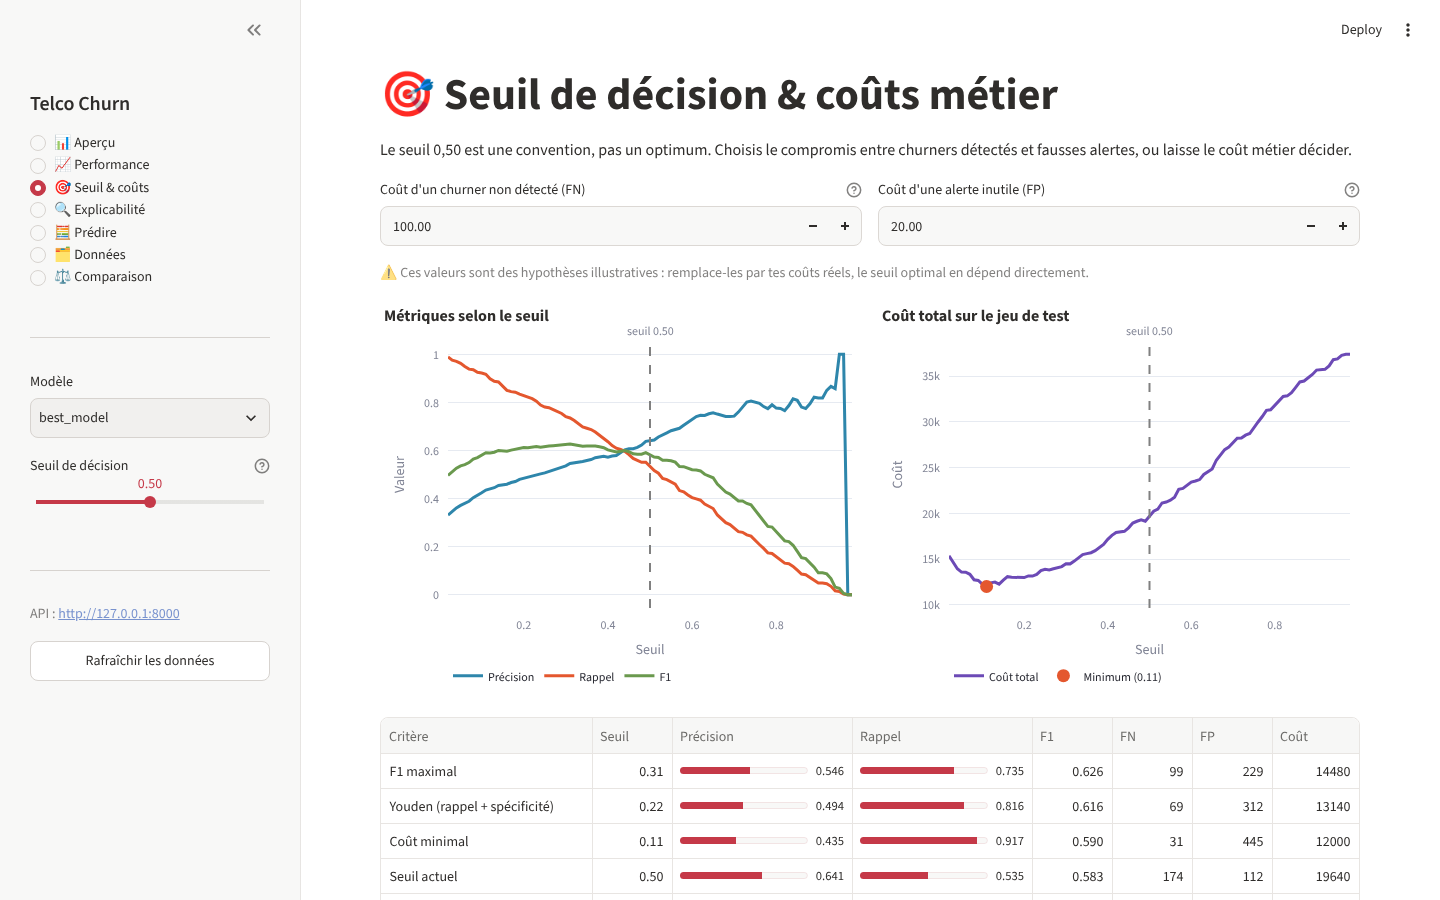 Deploy
Telco Churn
📊 Aperçu
📈 Performance
🎯 Seuil & coûts
🔍 Explicabilité
🧮 Prédire
🗂️ Données
⚖️ Comparaison
Modèle
best_model
Seuil de décision
0.50
API : http://127.0.0.1:8000
Rafraîchir les données
🎯 Seuil de décision & coûts métier
Le seuil 0,50 est une convention, pas un optimum. Choisis le compromis entre churners détectés et fausses alertes, ou laisse le coût métier décider.
Coût d'un churner non détecté (FN)
100.00
Coût d'une alerte inutile (FP)
20.00
⚠️ Ces valeurs sont des hypothèses illustratives : remplace-les par tes coûts réels, le seuil optimal en dépend directement.
Métriques selon le seuil
seuil 0.50
Valeur
1
0.8
0.6
0.4
0.2
0
0.2 0.4 0.6 0.8
Seuil
Précision Rappel F1
Coût total sur le jeu de test
seuil 0.50
Coût
35k
30k
25k
20k
15k
10k
0.2 0.4 0.6 0.8
Seuil
Coût total Minimum (0.11)
Critère Seuil Précision Rappel F1 FN FP Coût
F1 maximal 0.31 0.546 0.735 0.626 99 229 14480
Youden (rappel + spécificité) 0.22 0.494 0.816 0.616 69 312 13140
Coût minimal 0.11 0.435 0.917 0.590 31 445 12000
Seuil actuel 0.50 0.641 0.535 0.583 174 112 19640